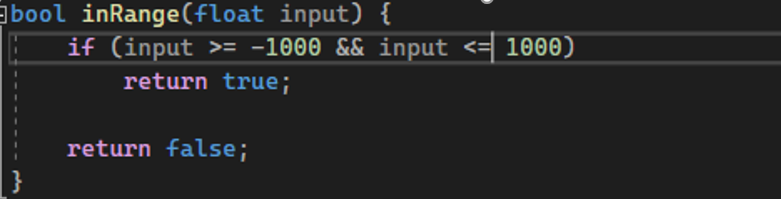 bool inRange(float input) {
if (input >= -1000 && input <= 1000)
return true;
return false;
}